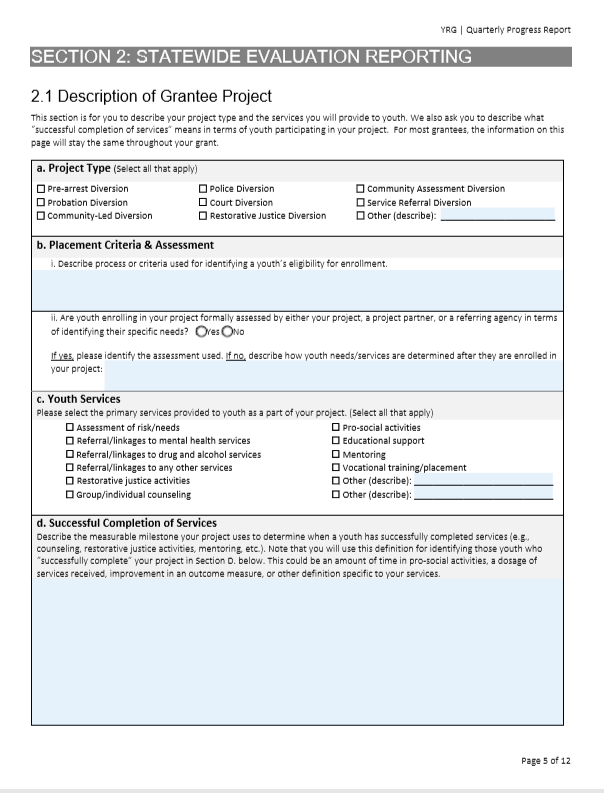 YRG | Quarterly Progress Report
SECTION 2: STATEWIDE EVALUATION REPORTING
2.1 Description of Grantee Project
This section is for you to describe your project type and the services you will provide to youth. We also ask you to describe what
"successful completion of services" means in terms of youth participating in your project. For most grantees, the information on this
page will stay the same throughout your grant.
a. Project Type (Select all that apply)
☐ Pre-arrest Diversion ☐ Police Diversion ☐ Community Assessment Diversion
☐ Probation Diversion ☐ Court Diversion ☐ Service Referral Diversion
☐ Community-Led Diversion ☐ Restorative Justice Diversion ☐ Other (describe):
b. Placement Criteria & Assessment
i. Describe process or criteria used for identifying a youth's eligibility for enrollment.
ii. Are youth enrolling in your project formally assessed by either your project, a project partner, or a referring agency in terms
of identifying their specific needs? Yes No
If yes, please identify the assessment used. If no, describe how youth needs/services are determined after they are enrolled in
your project:
c. Youth Services
Please select the primary services provided to youth as a part of your project. (Select all that apply)
☐ Assessment of risk/needs ☐ Pro-social activities
☐ Referral/linkages to mental health services ☐ Educational support
☐ Referral/linkages to drug and alcohol services ☐ Mentoring
☐ Referral/linkages to any other services ☐ Vocational training/placement
☐ Restorative justice activities ☐ Other (describe):
☐ Group/individual counseling ☐ Other (describe):
d. Successful Completion of Services
Describe the measurable milestone your project uses to determine when a youth has successfully completed services (e.g.,
counseling, restorative justice activities, mentoring, etc.). Note that you will use this definition for identifying those youth who
"successfully complete" your project in Section D. below. This could be an amount of time in pro-social activities, a dosage of
services received, improvement in an outcome measure, or other definition specific to your services.
Page 5 of 12